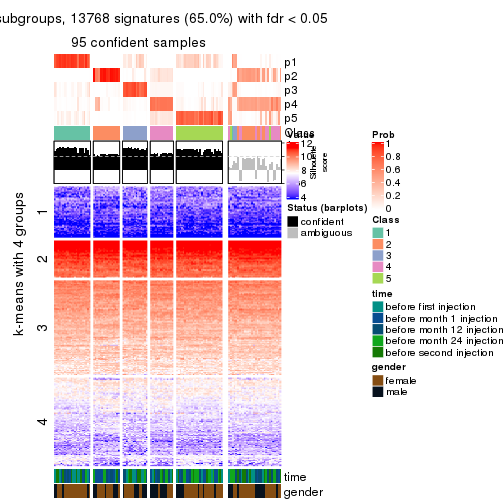 subgroups, 13768 signatures (65.0%) with fdr < 0.05
95 confident samples
p1
p2
p3
p4
p5
Class
Value
12
10
8
6
4
Silhouette
score
Prob
1
0.8
0.6
0.4
0.2
0
Status (barplots)
confident
ambiguous
Class
1
2
3
4
5
time
before first injection
before month 1 injection
before month 12 injection
before month 24 injection
before second injection
gender
female
male
k-means with 4 groups
1
2
3
4
time
gender